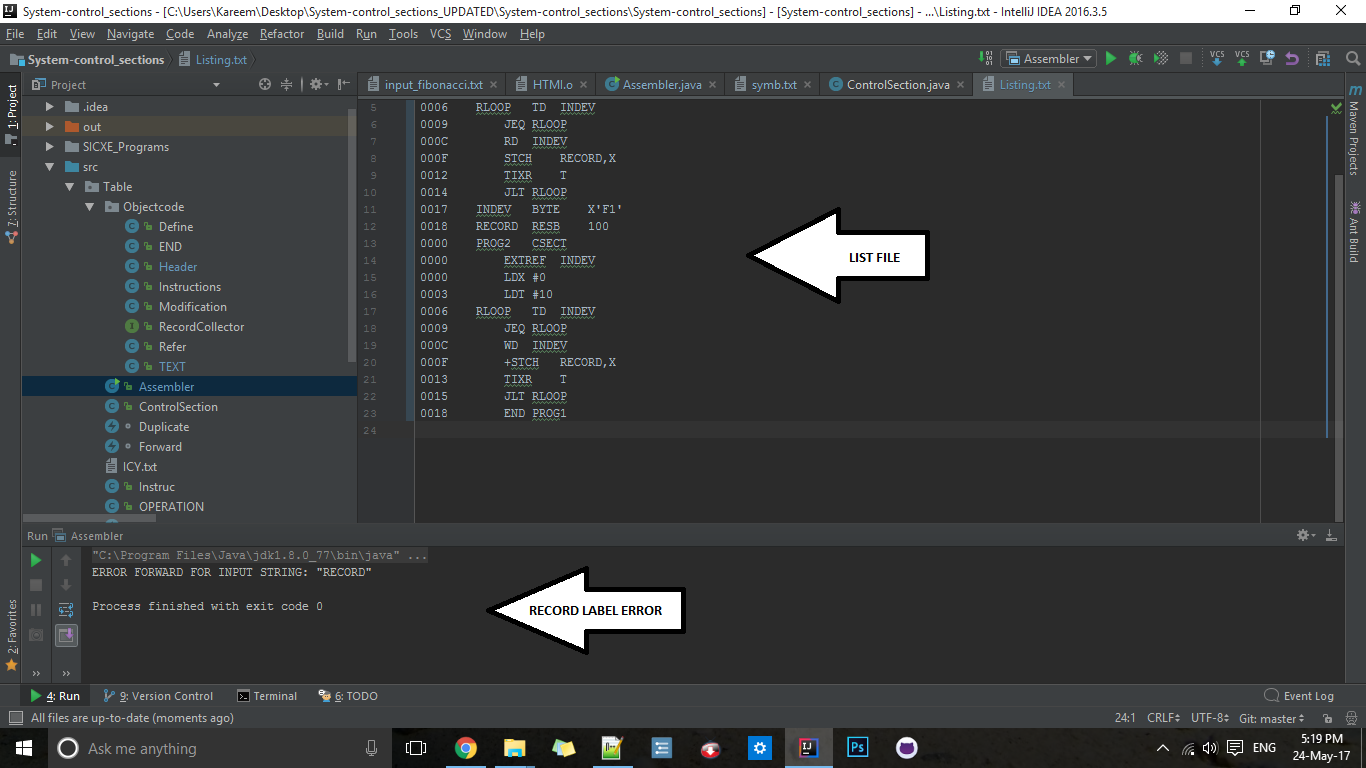 System-control_sections - [C:\Users\Kareem\Desktop\System-control_sections_UPDATED\System-control_sections\System-control_sections] - [System-control_sections] - ...\Listing.txt - IntelliJ IDEA 2016.3.5
File Edit View Navigate Code Analyze Refactor Build Run Tools VCS Window Help
System-control_sections Listing.txt Assembler VCS VCS
Project input_fibonacci.txt HTMl.o Assembler.java symb.txt ControlSection.java Listing.txt
1: Project
7: Structure
2: Favorites
.idea
out
SICXE_Programs
src
Table
Objectcode
Define
END
Header
Instructions
Modification
RecordCollector
Refer
TEXT
Assembler
ControlSection
Duplicate
Forward
ICY.txt
Instruc
OPERATION
5 0006 RLOOP TD INDEV
6 0009 JEQ RLOOP
7 000C RD INDEV
8 000F STCH RECORD,X
9 0012 TIXR T
10 0014 JLT RLOOP
11 0017 INDEV BYTE X'F1'
12 0018 RECORD RESB 100
13 0000 PROG2 CSECT
14 0000 EXTREF INDEV
15 0000 LDX #0
16 0003 LDT #10
17 0006 RLOOP TD INDEV
18 0009 JEQ RLOOP
19 000C WD INDEV
20 000F +STCH RECORD,X
21 0013 TIXR T
22 0015 JLT RLOOP
23 0018 END PROG1
24
LIST FILE
Maven Projects
Ant Build
Run Assembler
"C:\Program Files\Java\jdk1.8.0_77\bin\java" ...
ERROR FORWARD FOR INPUT STRING: "RECORD"
Process finished with exit code 0
RECORD LABEL ERROR
4: Run 9: Version Control Terminal 6: TODO Event Log
All files are up-to-date (moments ago) 24:1 CRLF UTF-8 Git: master
Ask me anything ENG 5:19 PM
24-May-17